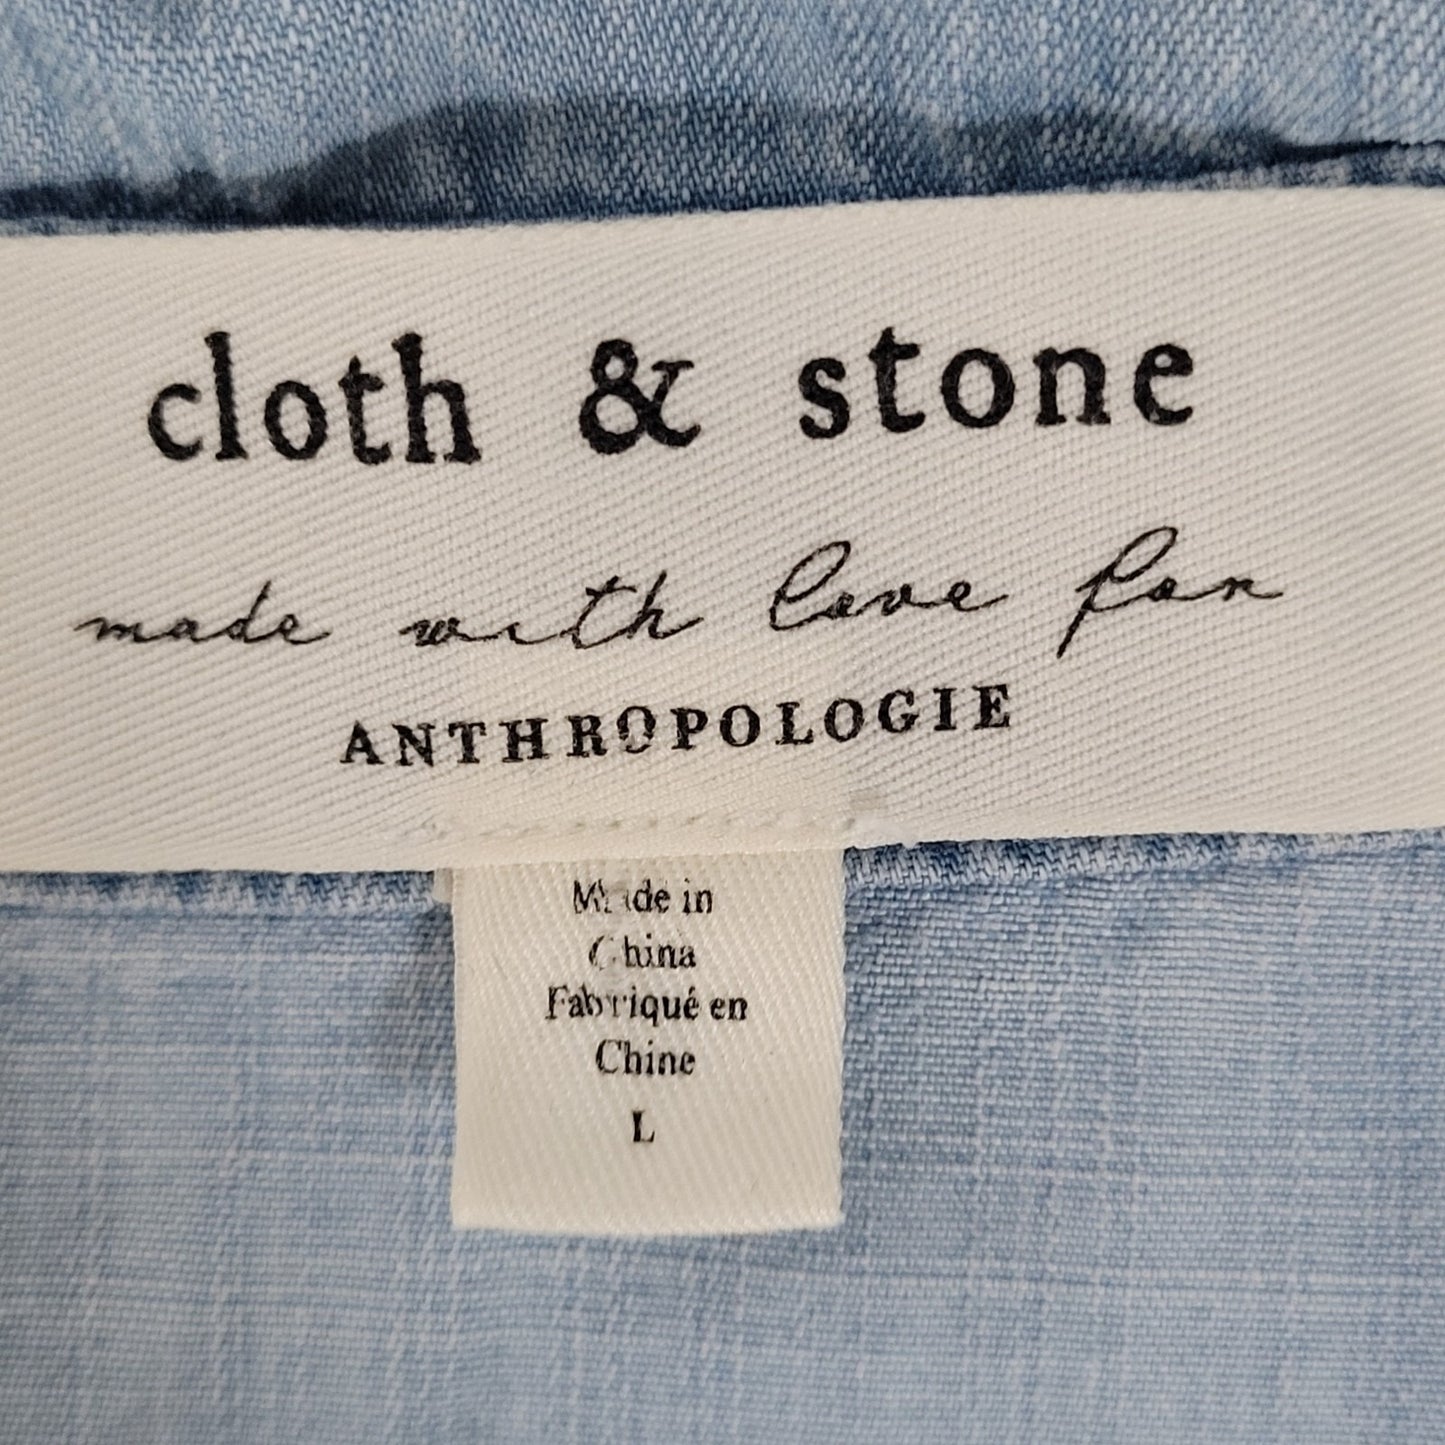 cloth & stone
made with love for
ANTHROPOLOGIE
Made in
China
Fabriqué en
Chine
L